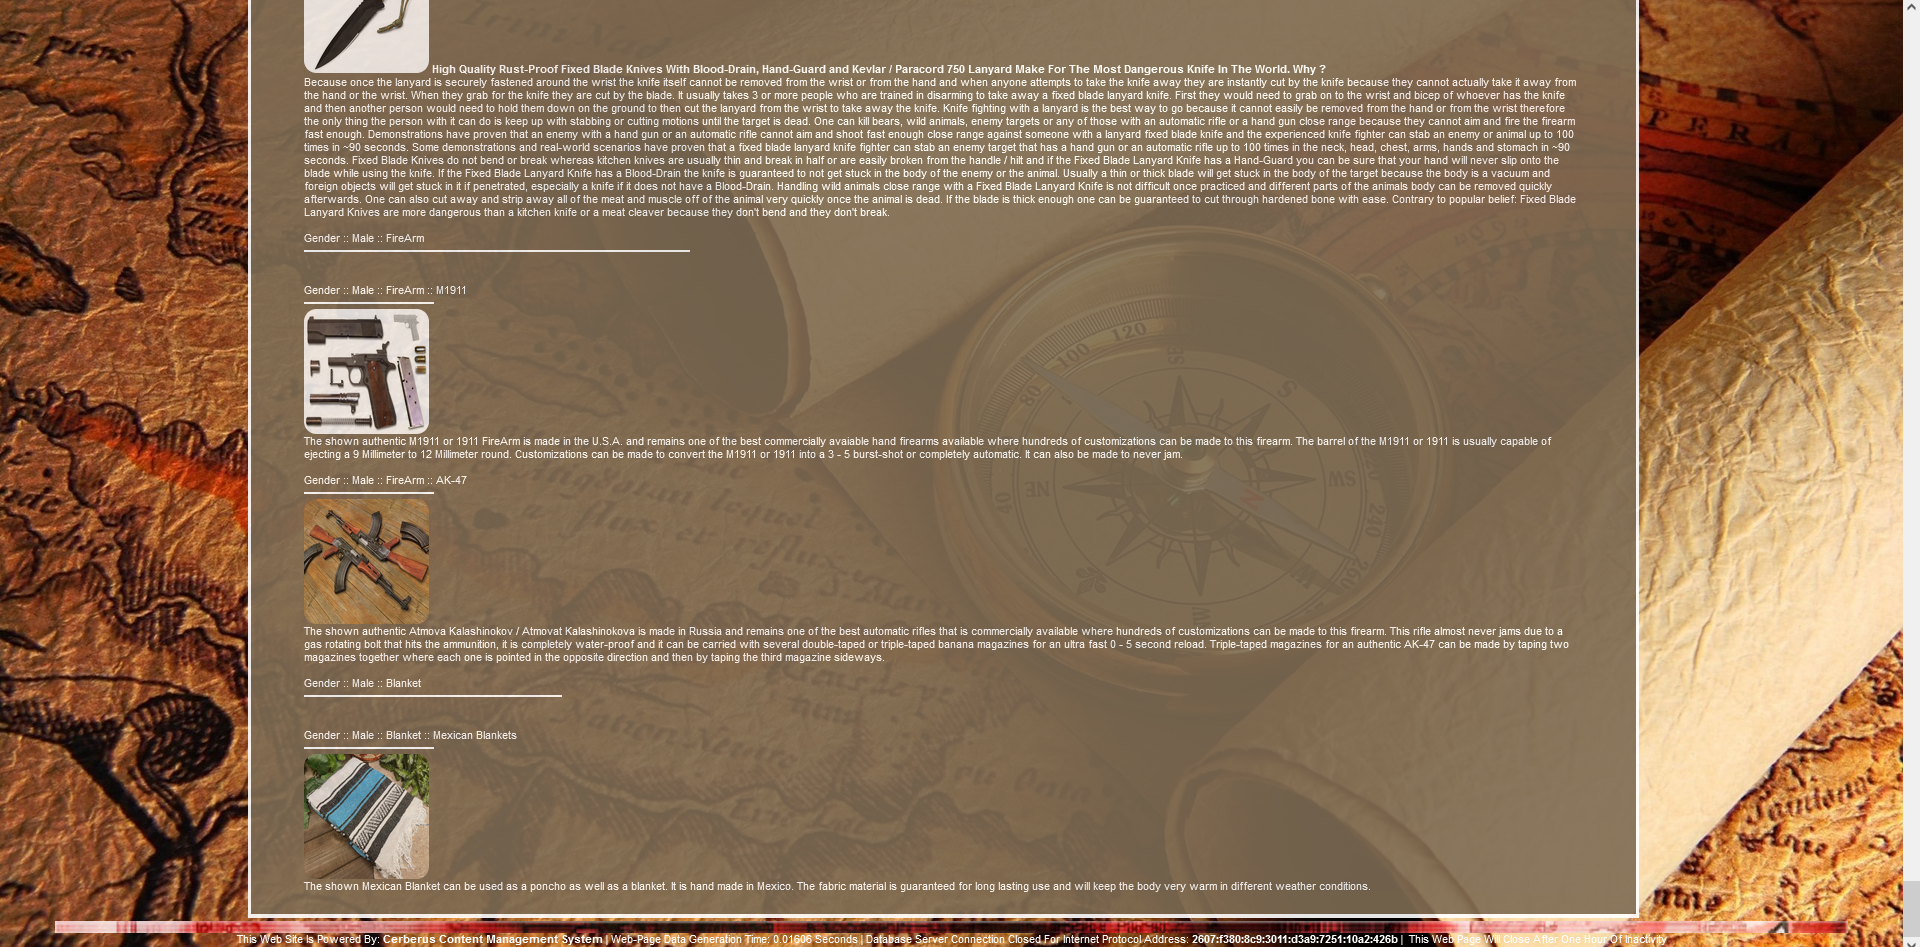 High Quality Rust-Proof Fixed Blade Knives With Blood-Drain, Hand-Guard and Kevlar / Paracord 750 Lanyard Make For The Most Dangerous Knife In The World. Why ?
Because once the lanyard is securely fastened around the wrist the knife itself cannot be removed from the wrist or from the hand and when anyone attempts to take the knife away they are instantly cut by the knife because they cannot actually take it away from
the hand or the wrist. When they grab for the knife they are cut by the blade. It usually takes 3 or more people who are trained in disarming to take away a fixed blade lanyard knife. First they would need to grab on to the wrist and bicep of whoever has the knife
and then another person would need to hold them down on the ground to then cut the lanyard from the wrist to take away the knife. Knife fighting with a lanyard is the best way to go because it cannot easily be removed from the hand or from the wrist therefore
the only thing the person with it can do is keep up with stabbing or cutting motions until the target is dead. One can kill bears, wild animals, enemy targets or any of those with an automatic rifle or a hand gun close range because they cannot aim and fire the firearm
fast enough. Demonstrations have proven that an enemy with a hand gun or an automatic rifle cannot aim and shoot fast enough close range against someone with a lanyard fixed blade knife and the experienced knife fighter can stab an enemy or animal up to 100
times in ~90 seconds. Some demonstrations and real-world scenarios have proven that a fixed blade lanyard knife fighter can stab an enemy target that has a hand gun or an automatic rifle up to 100 times in the neck, head, chest, arms, hands and stomach in ~90
seconds. Fixed Blade Knives do not bend or break whereas kitchen knives are usually thin and break in half or are easily broken from the handle / hilt and if the Fixed Blade Lanyard Knife has a Hand-Guard you can be sure that your hand will never slip onto the
blade while using the knife. If the Fixed Blade Lanyard Knife has a Blood-Drain the knife is guaranteed to not get stuck in the body of the enemy or the animal. Usually a thin or thick blade will get stuck in the body of the target because the body is a vacuum and
foreign objects will get stuck in it if penetrated, especially a knife if it does not have a Blood-Drain. Handling wild animals close range with a Fixed Blade Lanyard Knife is not difficult once practiced and different parts of the animals body can be removed quickly
afterwards. One can also cut away and strip away all of the meat and muscle off of the animal very quickly once the animal is dead. If the blade is thick enough one can be guaranteed to cut through hardened bone with ease. Contrary to popular belief: Fixed Blade
Lanyard Knives are more dangerous than a kitchen knife or a meat cleaver because they don't bend and they don't break.
Gender :: Male :: FireArm
Gender :: Male :: FireArm :: M1911
The shown authentic M1911 or 1911 FireArm is made in the U.S.A. and remains one of the best commercially avaiable hand firearms available where hundreds of customizations can be made to this firearm. The barrel of the M1911 or 1911 is usually capable of
ejecting a 9 Millimeter to 12 Millimeter round. Customizations can be made to convert the M1911 or 1911 into a 3 - 5 burst-shot or completely automatic. It can also be made to never jam.
Gender :: Male :: FireArm :: AK-47
The shown authentic Atmova Kalashinokov / Atmovat Kalashinokova is made in Russia and remains one of the best automatic rifles that is commercially available where hundreds of customizations can be made to this firearm. This rifle almost never jams due to a
gas rotating bolt that hits the ammunition, it is completely water-proof and it can be carried with several double-taped or triple-taped banana magazines for an ultra fast 0 - 5 second reload. Triple-taped magazines for an authentic AK-47 can be made by taping two
magazines together where each one is pointed in the opposite direction and then by taping the third magazine sideways.
Gender :: Male :: Blanket
Gender :: Male :: Blanket :: Mexican Blankets
The shown Mexican Blanket can be used as a poncho as well as a blanket. It is hand made in Mexico. The fabric material is guaranteed for long lasting use and will keep the body very warm in different weather conditions.
This Web Site Is Powered By: Cerberus Content Management System | Web-Page Data Generation Time: 0.01606 Seconds | Database Server Connection Closed For Internet Protocol Address: 2607:f380:8c9:3011:d3a9:7251:10a2:426b | This Web Page Will Close After One Hour Of Inactivity